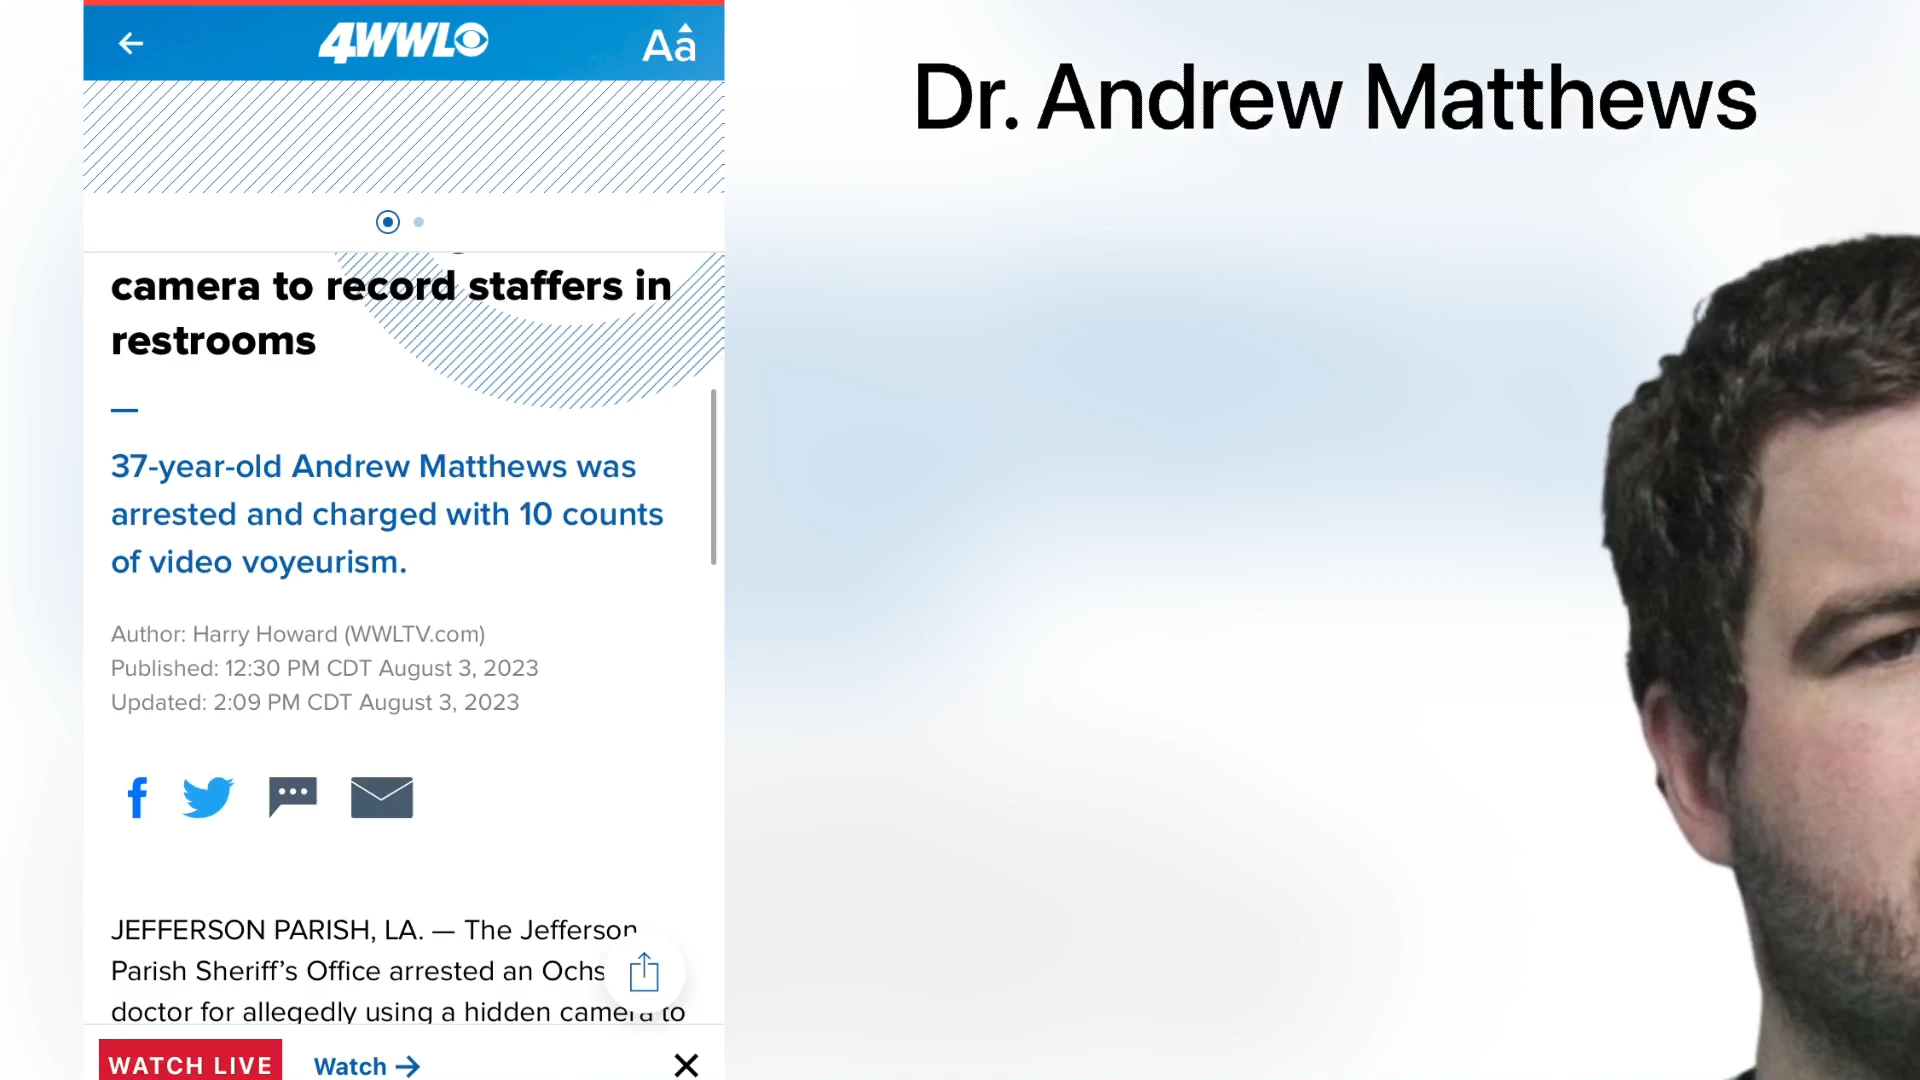 4WWL
Aa
Dr. Andrew Matthews
camera to record staffers in
restrooms
37-year-old Andrew Matthews was
arrested and charged with 10 counts
of video voyeurism.
Author: Harry Howard (WWLTV.com)
Published: 12:30 PM CDT August 3, 2023
Updated: 2:09 PM CDT August 3, 2023
f
JEFFERSON PARISH, LA. — The Jefferson
Parish Sheriff’s Office arrested an Ochs
doctor for allegedly using a hidden camera to
WATCH LIVE
Watch →